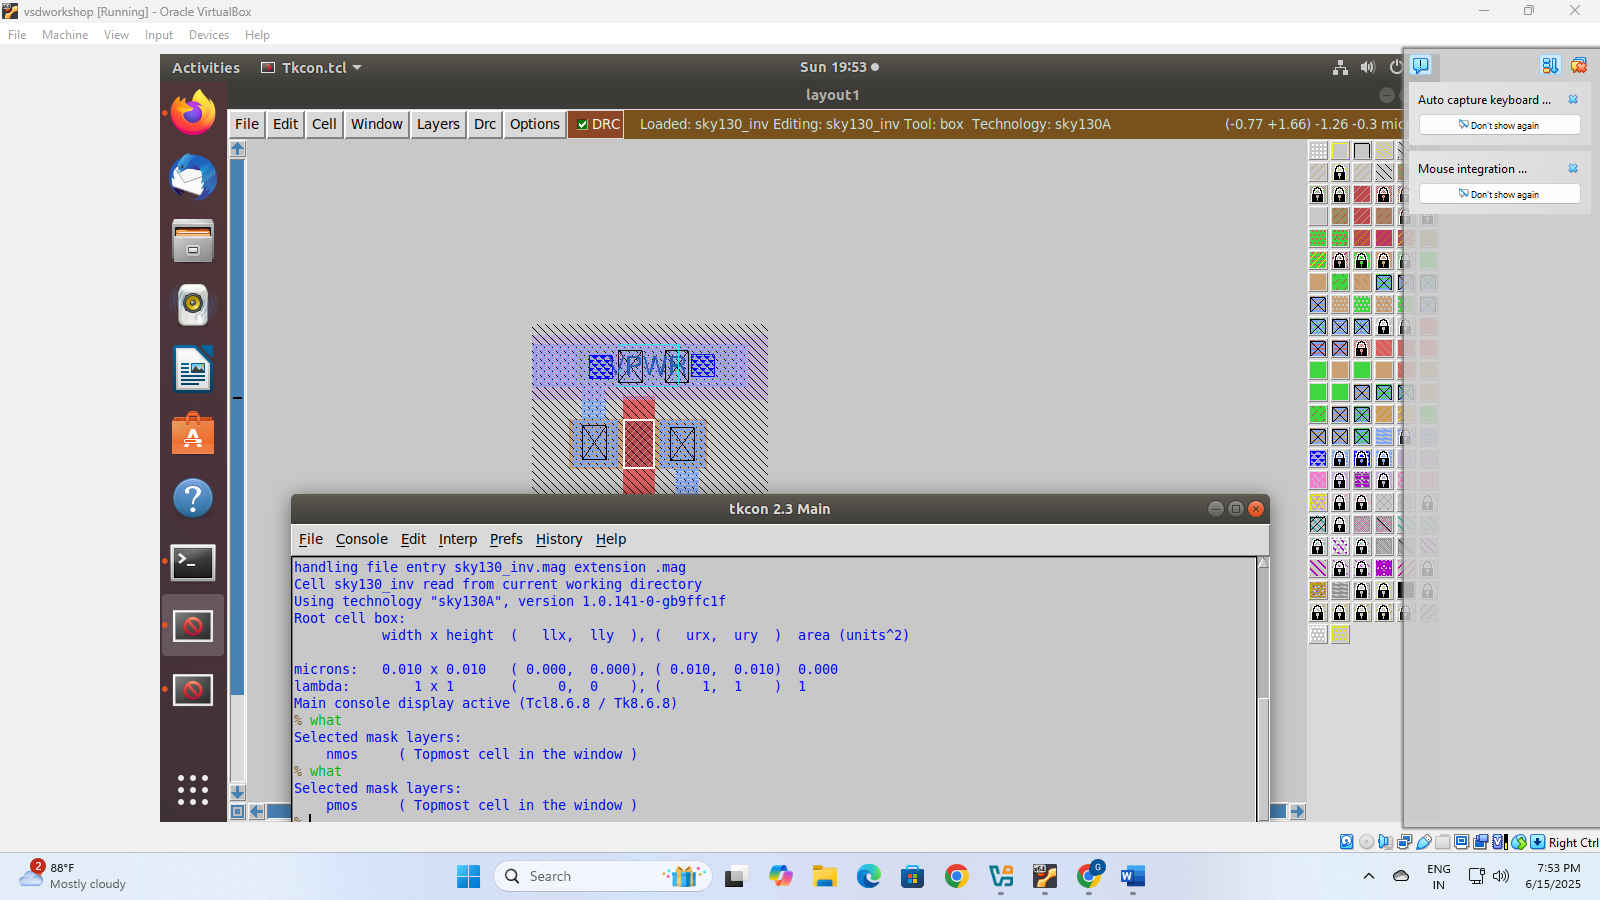 vsdworkshop [Running] - Oracle VirtualBox
File Machine View Input Devices Help
Activities Tkcon.tcl Sun 19:53
layout1
File Edit Cell Window Layers Drc Options DRC Loaded: sky130_inv Editing: sky130_inv Tool: box Technology: sky130A (-0.77 +1.66) -1.26 -0.3
Auto capture keyboard ...
Don't show again
Mouse integration ...
Don't show again
VPWR
tkcon 2.3 Main
File Console Edit Interp Prefs History Help
handling file entry sky130_inv.mag extension .mag
Cell sky130_inv read from current working directory
Using technology "sky130A", version 1.0.141-0-gb9ffc1f
Root cell box:
width x height ( llx, lly ), ( urx, ury ) area (units^2)
microns: 0.010 x 0.010 ( 0.000, 0.000), ( 0.010, 0.010) 0.000
lambda: 1 x 1 ( 0, 0 ), ( 1, 1 ) 1
Main console display active (Tcl8.6.8 / Tk8.6.8)
% what
Selected mask layers:
nmos ( Topmost cell in the window )
% what
Selected mask layers:
pmos ( Topmost cell in the window )
%
Right Ctrl
2
88°F
Mostly cloudy
Search
x64
G
ENG
IN
7:53 PM
6/15/2025